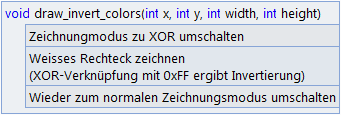 void draw_invert_colors(int x, int y, int width, int height)
Zeichnungmodus zu XOR umschalten
Weisses Rechteck zeichnen
(XOR-Verknüpfung mit 0xFF ergibt Invertierung)
Wieder zum normalen Zeichnungsmodus umschalten